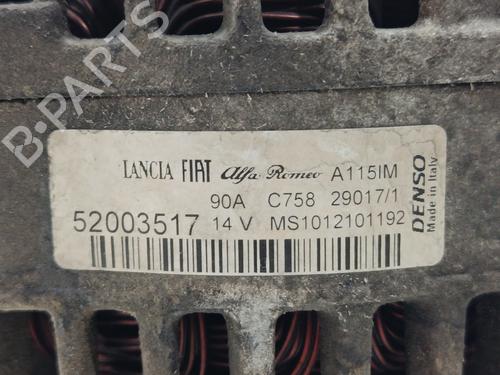 B-PARTS
LANCIA FIAT Alfa Romeo A115IM
90A C758 29017/1
52003517 14 V MS1012101192
DENSO
Made in Italy